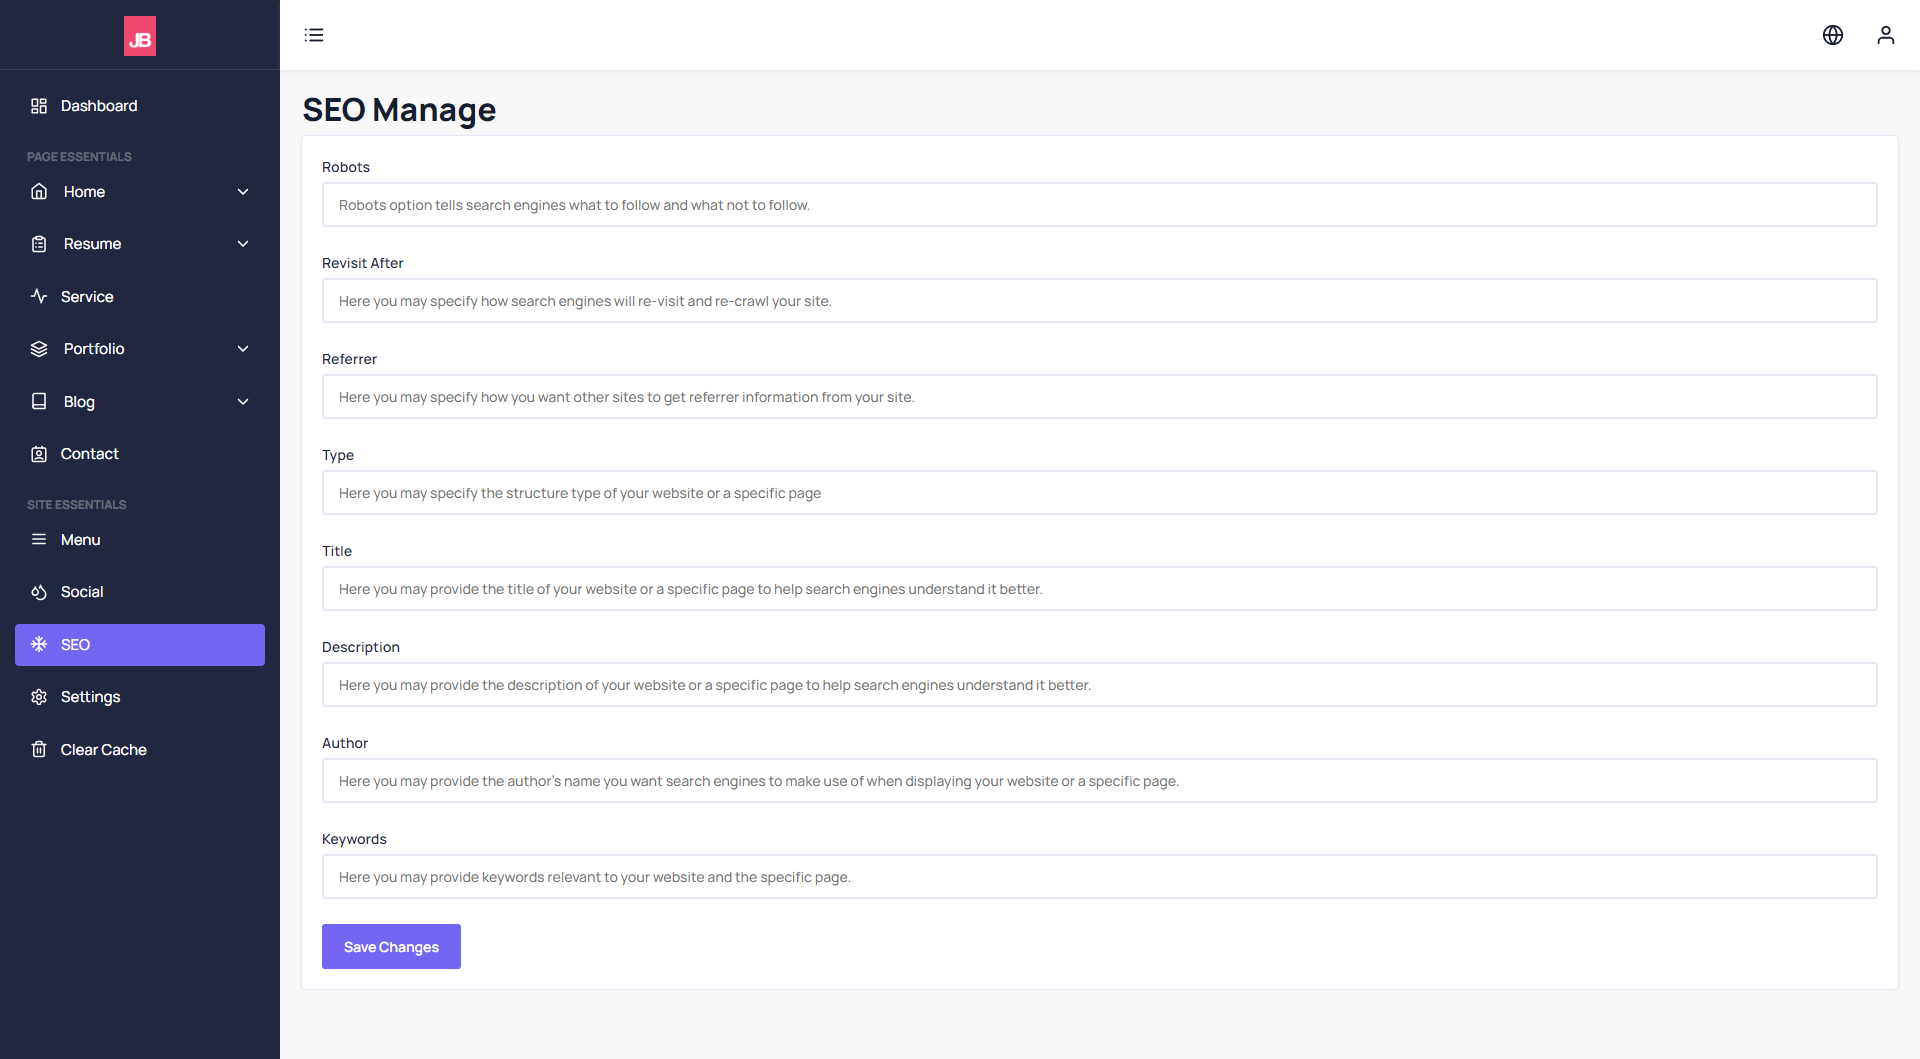 JB
Dashboard
PAGE ESSENTIALS
Home
Resume
Service
Portfolio
Blog
Contact
SITE ESSENTIALS
Menu
Social
SEO
Settings
Clear Cache
SEO Manage
Robots
Robots option tells search engines what to follow and what not to follow.
Revisit After
Here you may specify how search engines will re-visit and re-crawl your site.
Referrer
Here you may specify how you want other sites to get referrer information from your site.
Type
Here you may specify the structure type of your website or a specific page
Title
Here you may provide the title of your website or a specific page to help search engines understand it better.
Description
Here you may provide the description of your website or a specific page to help search engines understand it better.
Author
Here you may provide the author's name you want search engines to make use of when displaying your website or a specific page.
Keywords
Here you may provide keywords relevant to your website and the specific page.
Save Changes